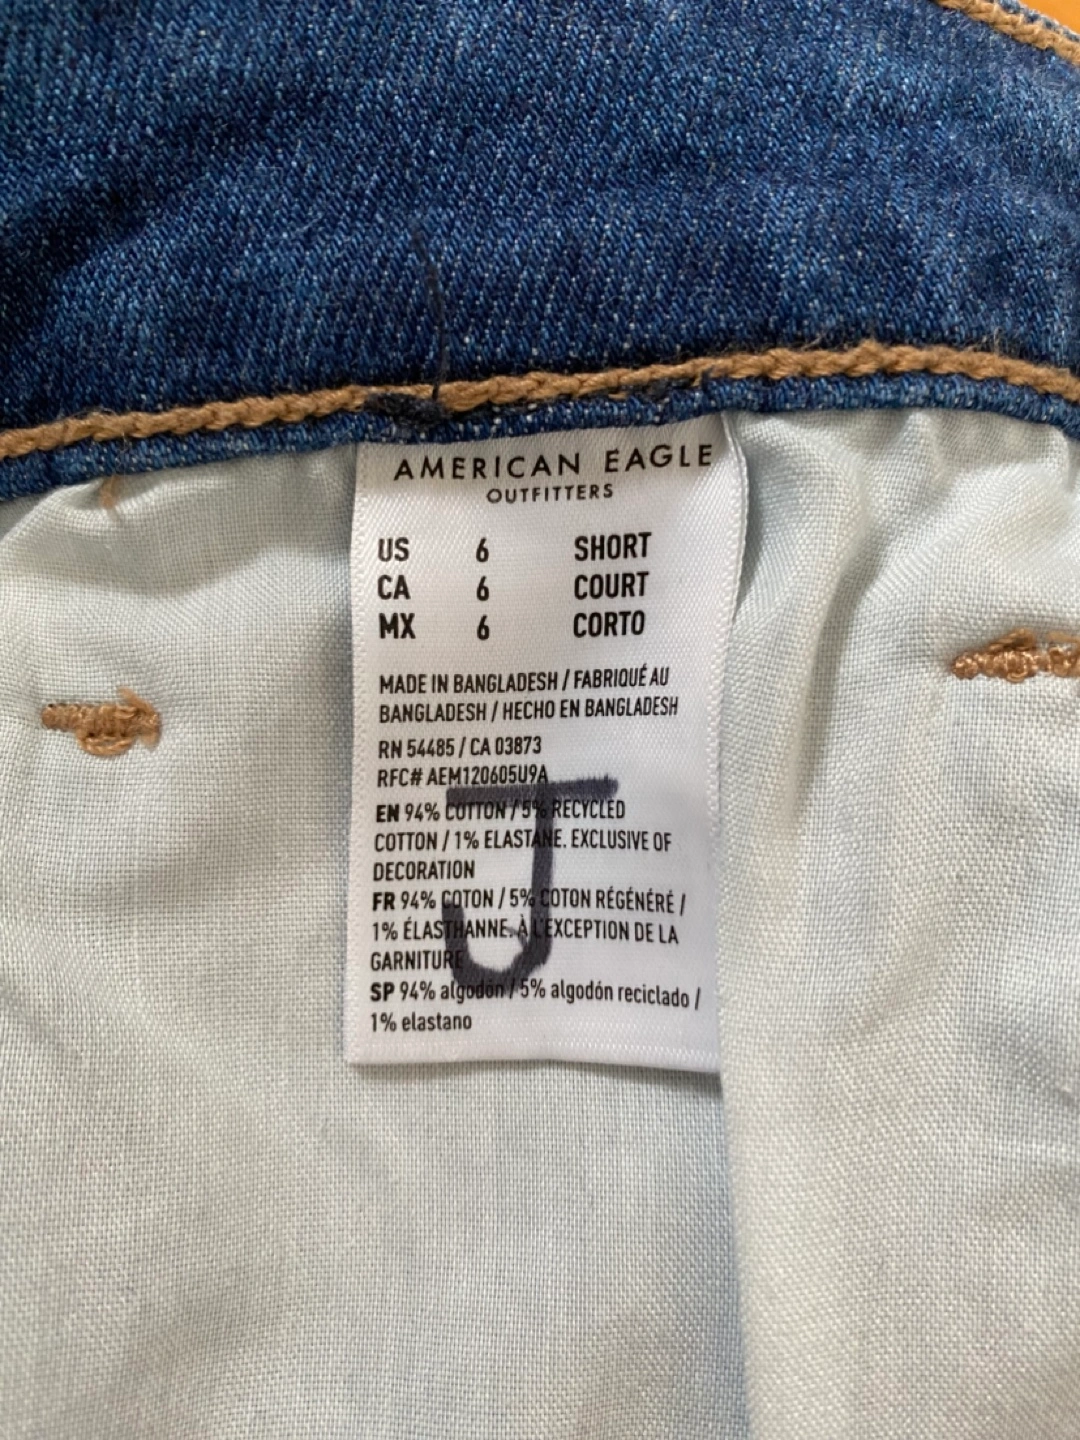 AMERICAN EAGLE
OUTFITTERS
US 6 SHORT
CA 6 COURT
MX 6 CORTO
MADE IN BANGLADESH / FABRIQUÉ AU
BANGLADESH / HECHO EN BANGLADESH
RN 54485 / CA 03873
RFC# AEM120605U9A
EN 94% COTTON / 5% RECYCLED
COTTON / 1% ELASTANE. EXCLUSIVE OF
DECORATION
FR 94% COTON / 5% COTON RÉGÉNÉRÉ /
1% ÉLASTHANNE. À L'EXCEPTION DE LA
GARNITURE
SP 94% algodón / 5% algodón reciclado /
1% elastano
J